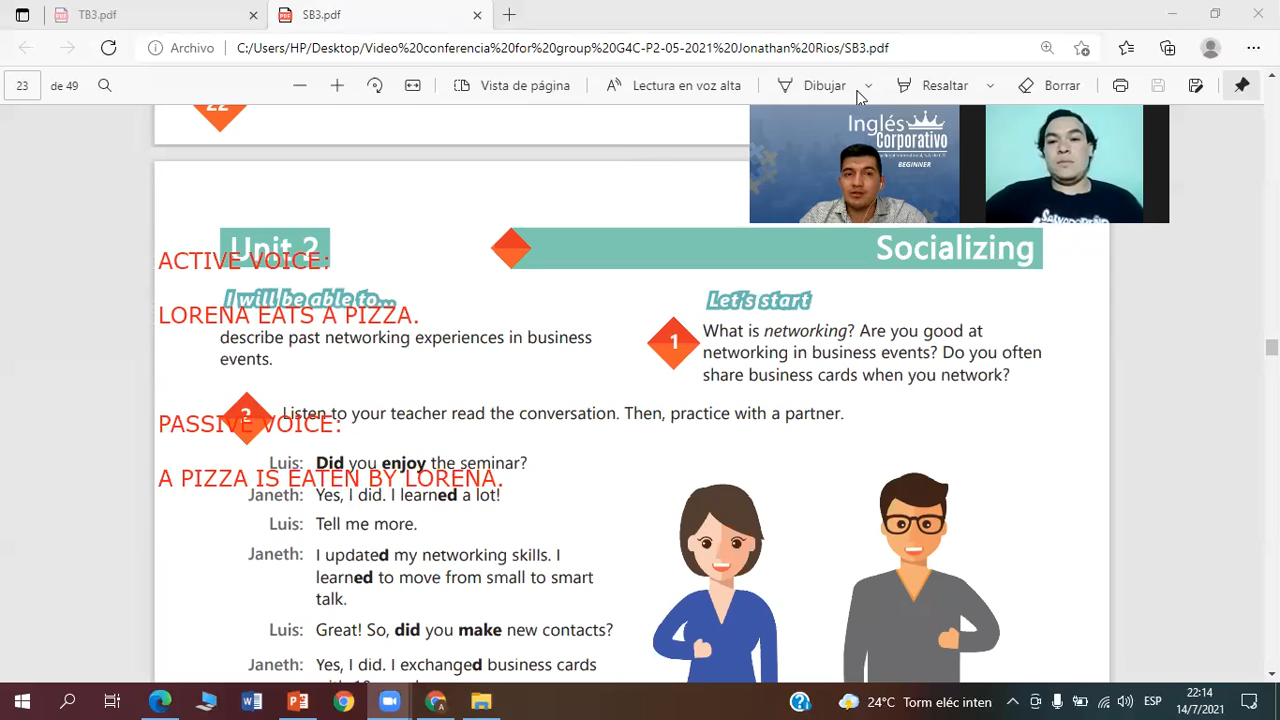 TB3.pdf
SB3.pdf
Archivo
C:/Users/HP/Desktop/Video%20conferencia%20for%20group%20G4C-P2-05-2021%20Jonathan%20Rios/SB3.pdf
23 de 49
Vista de página
Lectura en voz alta
Dibujar
Resaltar
Borrar
22
Inglés
Corporativo
BEGINNER
Unit 2
Socializing
ACTIVE VOICE:
I will be able to...
LORENA EATS A PIZZA.
describe past networking experiences in business
events.
Let's start
1
What is networking? Are you good at
networking in business events? Do you often
share business cards when you network?
2
Listen to your teacher read the conversation. Then, practice with a partner.
PASSIVE VOICE:
A PIZZA IS EATEN BY LORENA.
Luis: Did you enjoy the seminar?
Janeth: Yes, I did. I learned a lot!
Luis: Tell me more.
Janeth: I updated my networking skills. I
learned to move from small to smart
talk.
Luis: Great! So, did you make new contacts?
Janeth: Yes, I did. I exchanged business cards
24°C Torm eléc inten
ESP
22:14
14/7/2021